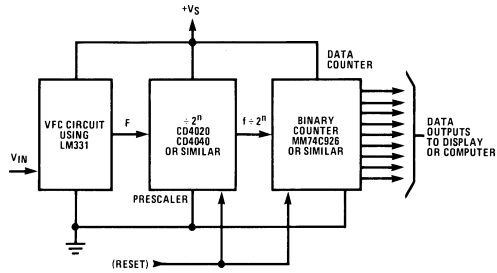 +VS
DATA
COUNTER
VFC CIRCUIT
USING
LM331
F
÷ 2ⁿ
CD4020
CD4040
OR SIMILAR
f ÷ 2ⁿ
BINARY
COUNTER
MM74C926
OR SIMILAR
DATA
OUTPUTS
TO DISPLAY
OR COMPUTER
VIN
PRESCALER
(RESET)